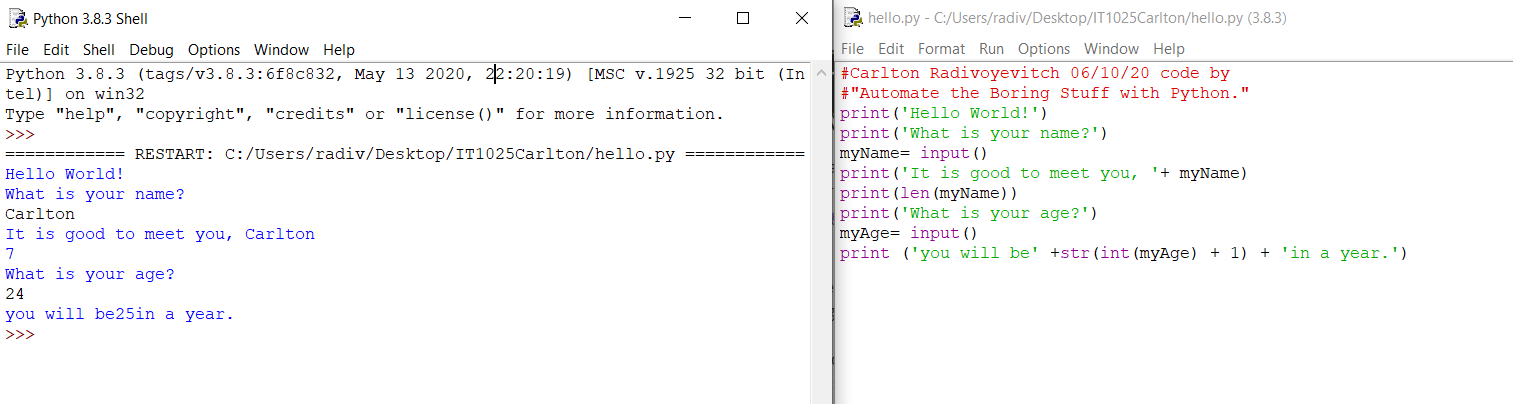 Python 3.8.3 Shell
File Edit Shell Debug Options Window Help
Python 3.8.3 (tags/v3.8.3:6f8c832, May 13 2020, 22:20:19) [MSC v.1925 32 bit (In
tel)] on win32
Type "help", "copyright", "credits" or "license()" for more information.
>>>
============ RESTART: C:/Users/radiv/Desktop/IT1025Carlton/hello.py ============
Hello World!
What is your name?
Carlton
It is good to meet you, Carlton
7
What is your age?
24
you will be25in a year.
>>>
hello.py - C:/Users/radiv/Desktop/IT1025Carlton/hello.py (3.8.3)
File Edit Format Run Options Window Help
#Carlton Radivoyevitch 06/10/20 code by
#"Automate the Boring Stuff with Python."
print('Hello World!')
print('What is your name?')
myName= input()
print('It is good to meet you, '+ myName)
print(len(myName))
print('What is your age?')
myAge= input()
print ('you will be' +str(int(myAge) + 1) + 'in a year.')